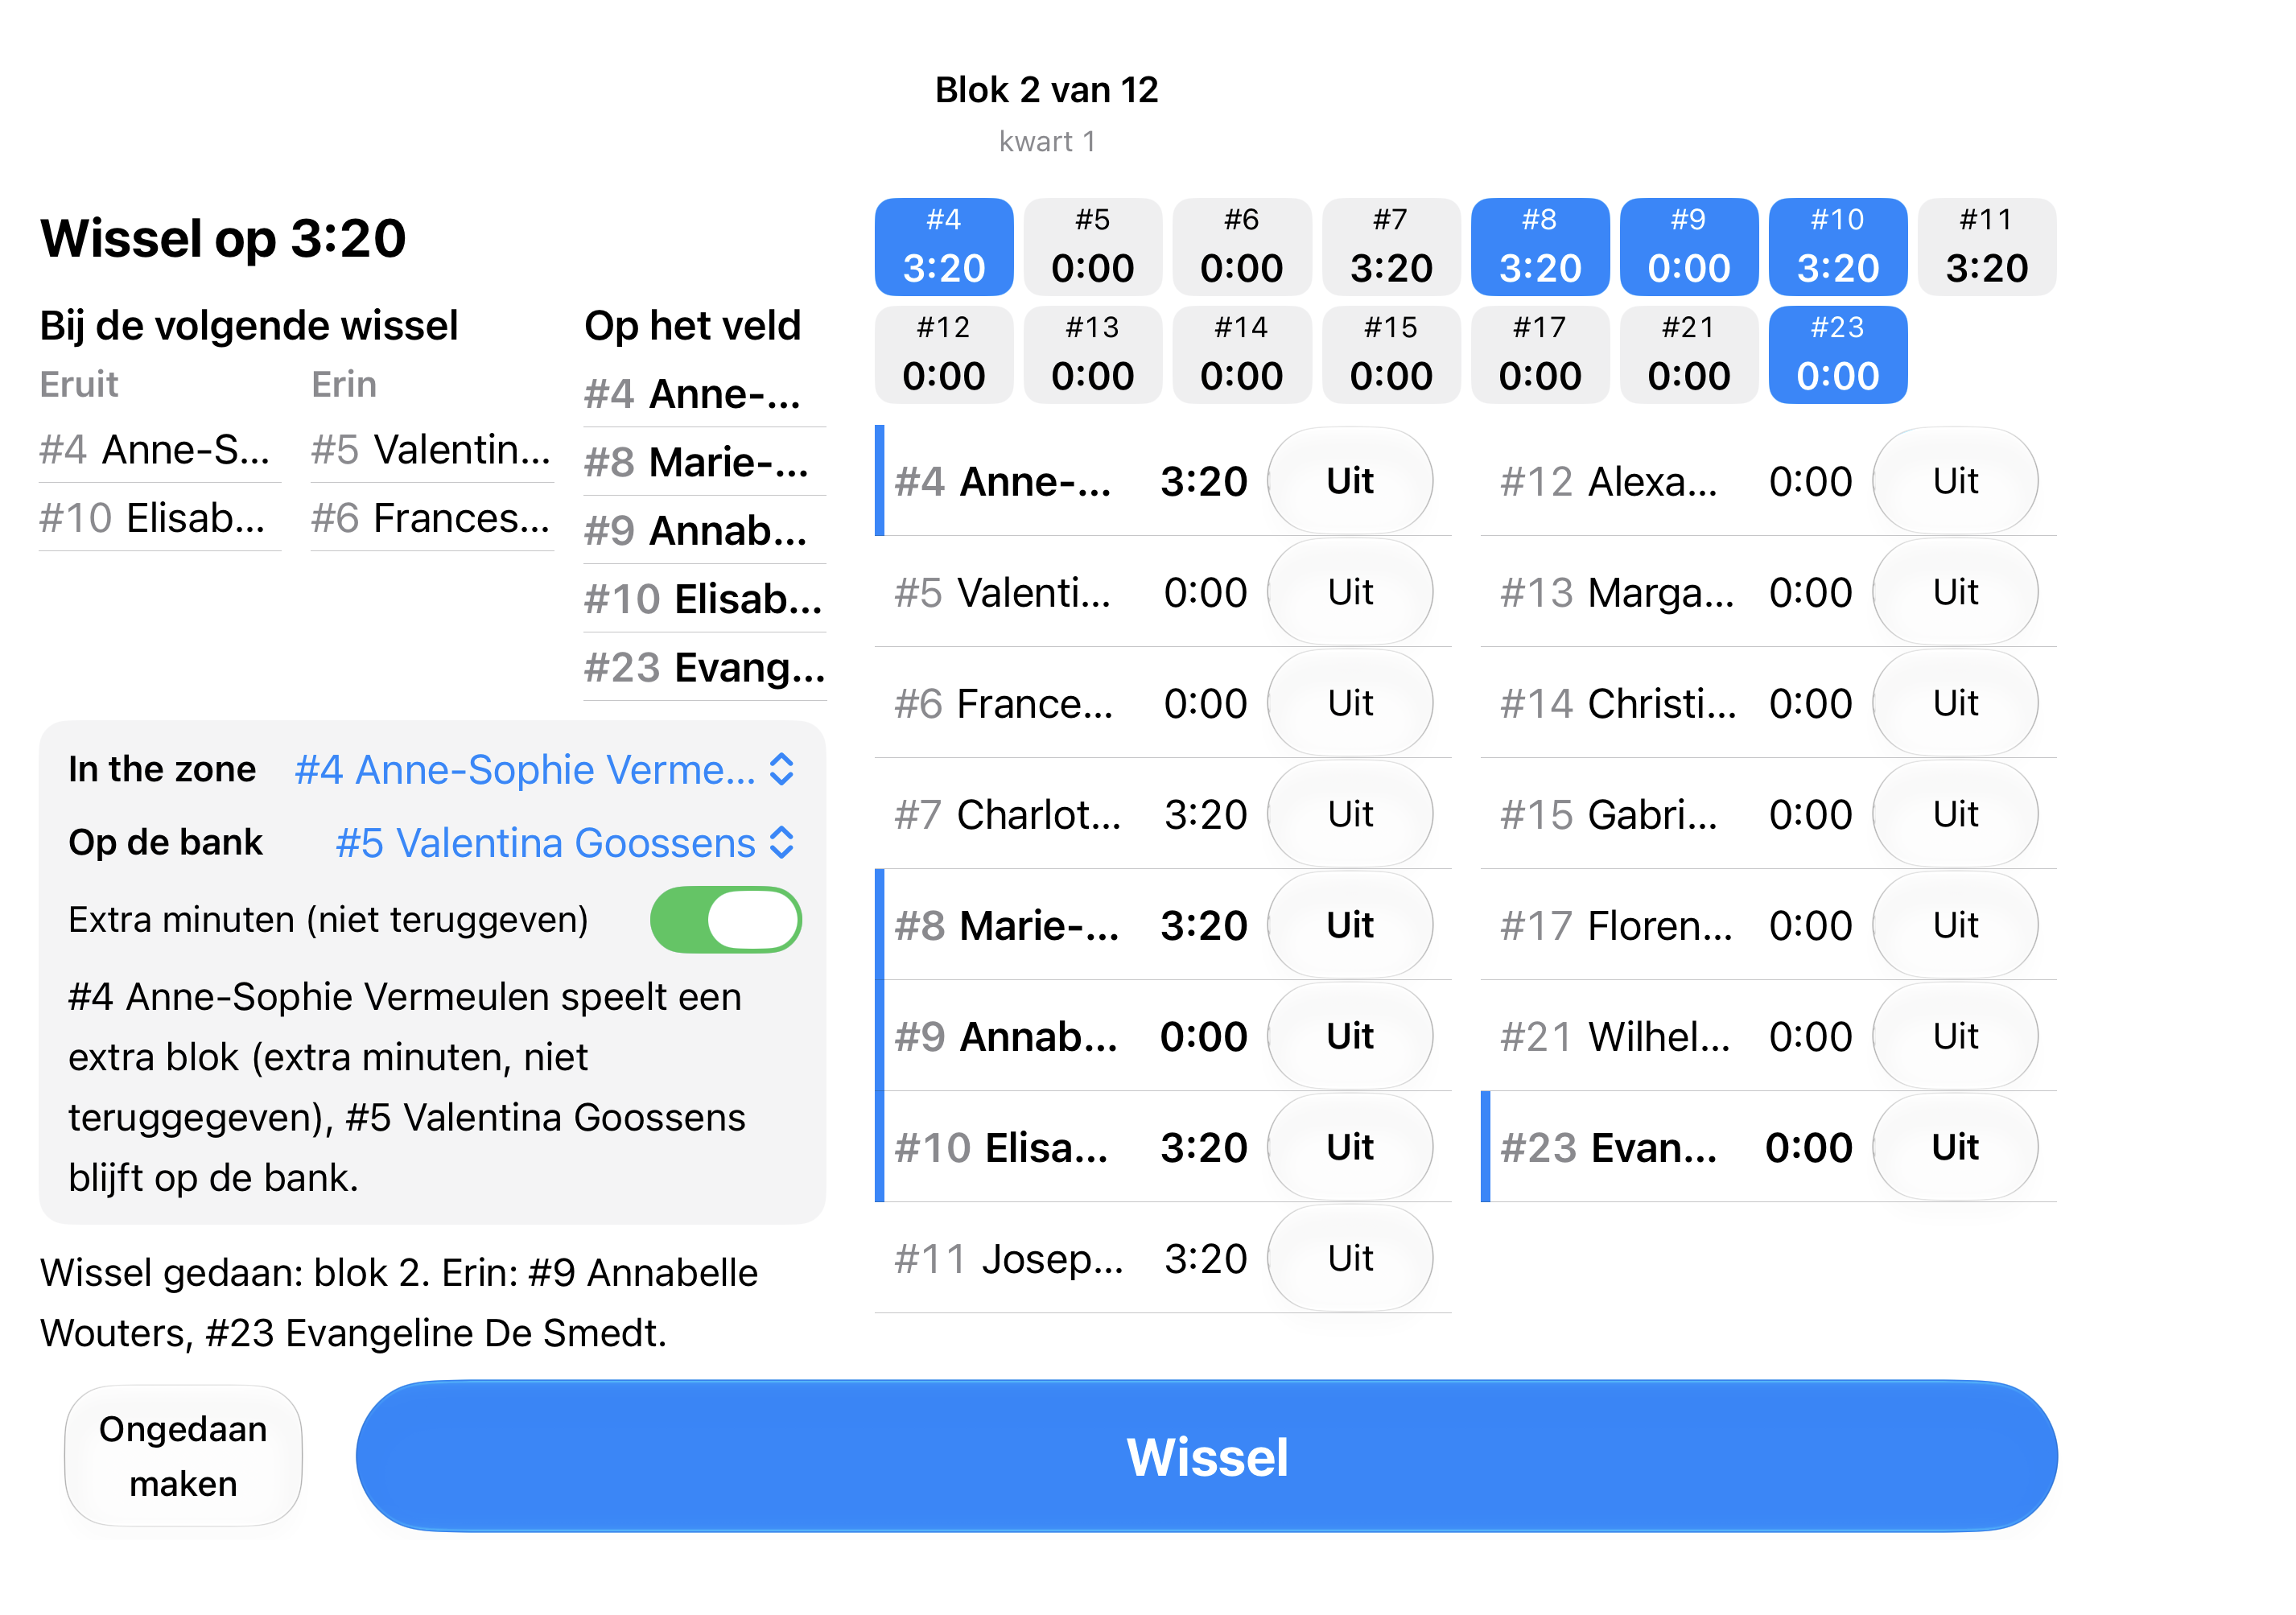 Blok 2 van 12
kwart 1
Wissel op 3:20
Bij de volgende wissel
Eruit
Erin
#4 Anne-S...
#5 Valentin...
#10 Elisab...
#6 Frances...
Op het veld
#4 Anne-...
#8 Marie-...
#9 Annab...
#10 Elisab...
#23 Evang...
In the zone #4 Anne-Sophie Verme...
Op de bank #5 Valentina Goossens
Extra minuten (niet teruggeven)
#4 Anne-Sophie Vermeulen speelt een
extra blok (extra minuten, niet
teruggegeven), #5 Valentina Goossens
blijft op de bank.
Wissel gedaan: blok 2. Erin: #9 Annabelle
Wouters, #23 Evangeline De Smedt.
#4 #5 #6 #7 #8 #9 #10 #11
3:20 0:00 0:00 3:20 3:20 0:00 3:20 3:20
#12 #13 #14 #15 #17 #21 #23
0:00 0:00 0:00 0:00 0:00 0:00 0:00
#4 Anne-... 3:20 Uit
#5 Valenti... 0:00 Uit
#6 France... 0:00 Uit
#7 Charlot... 3:20 Uit
#8 Marie-... 3:20 Uit
#9 Annab... 0:00 Uit
#10 Elisa... 3:20 Uit
#11 Josep... 3:20 Uit
#12 Alexa... 0:00 Uit
#13 Marga... 0:00 Uit
#14 Christi... 0:00 Uit
#15 Gabri... 0:00 Uit
#17 Floren... 0:00 Uit
#21 Wilhel... 0:00 Uit
#23 Evan... 0:00 Uit
Ongedaan
maken
Wissel